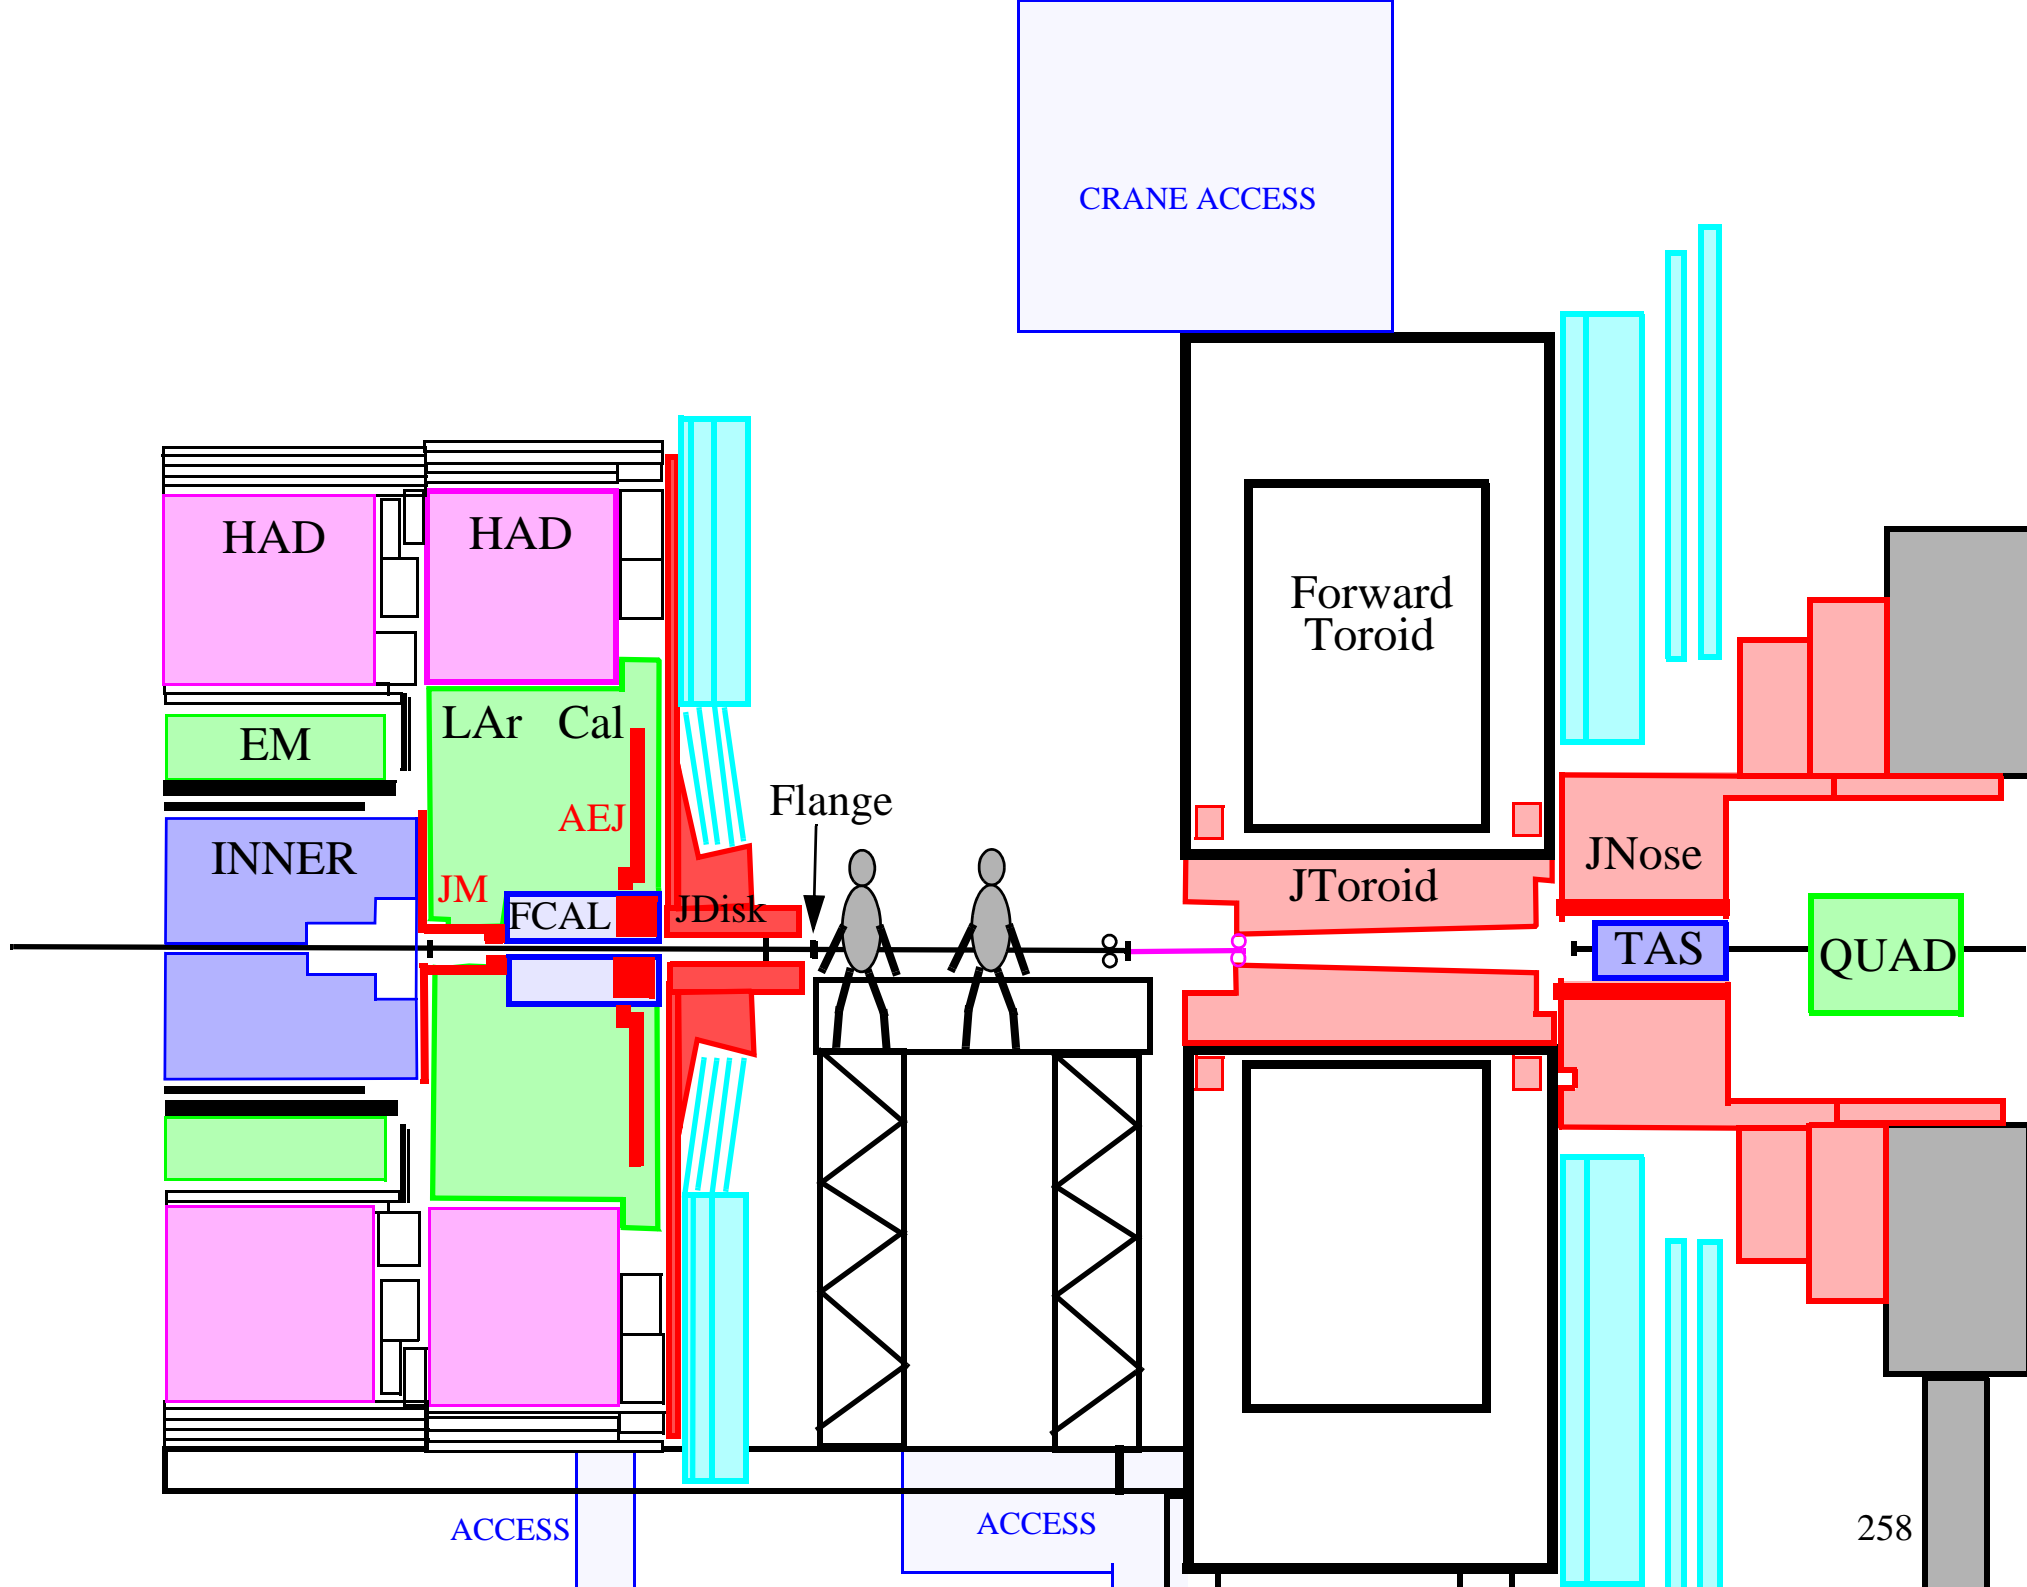 CRANE ACCESS
HAD
HAD
Forward
Toroid
LAr Cal
EM
Flange
AEJ
INNER
JNose
JM
JToroid
FCAL
JDisk
TAS
QUAD
ACCESS
ACCESS
258